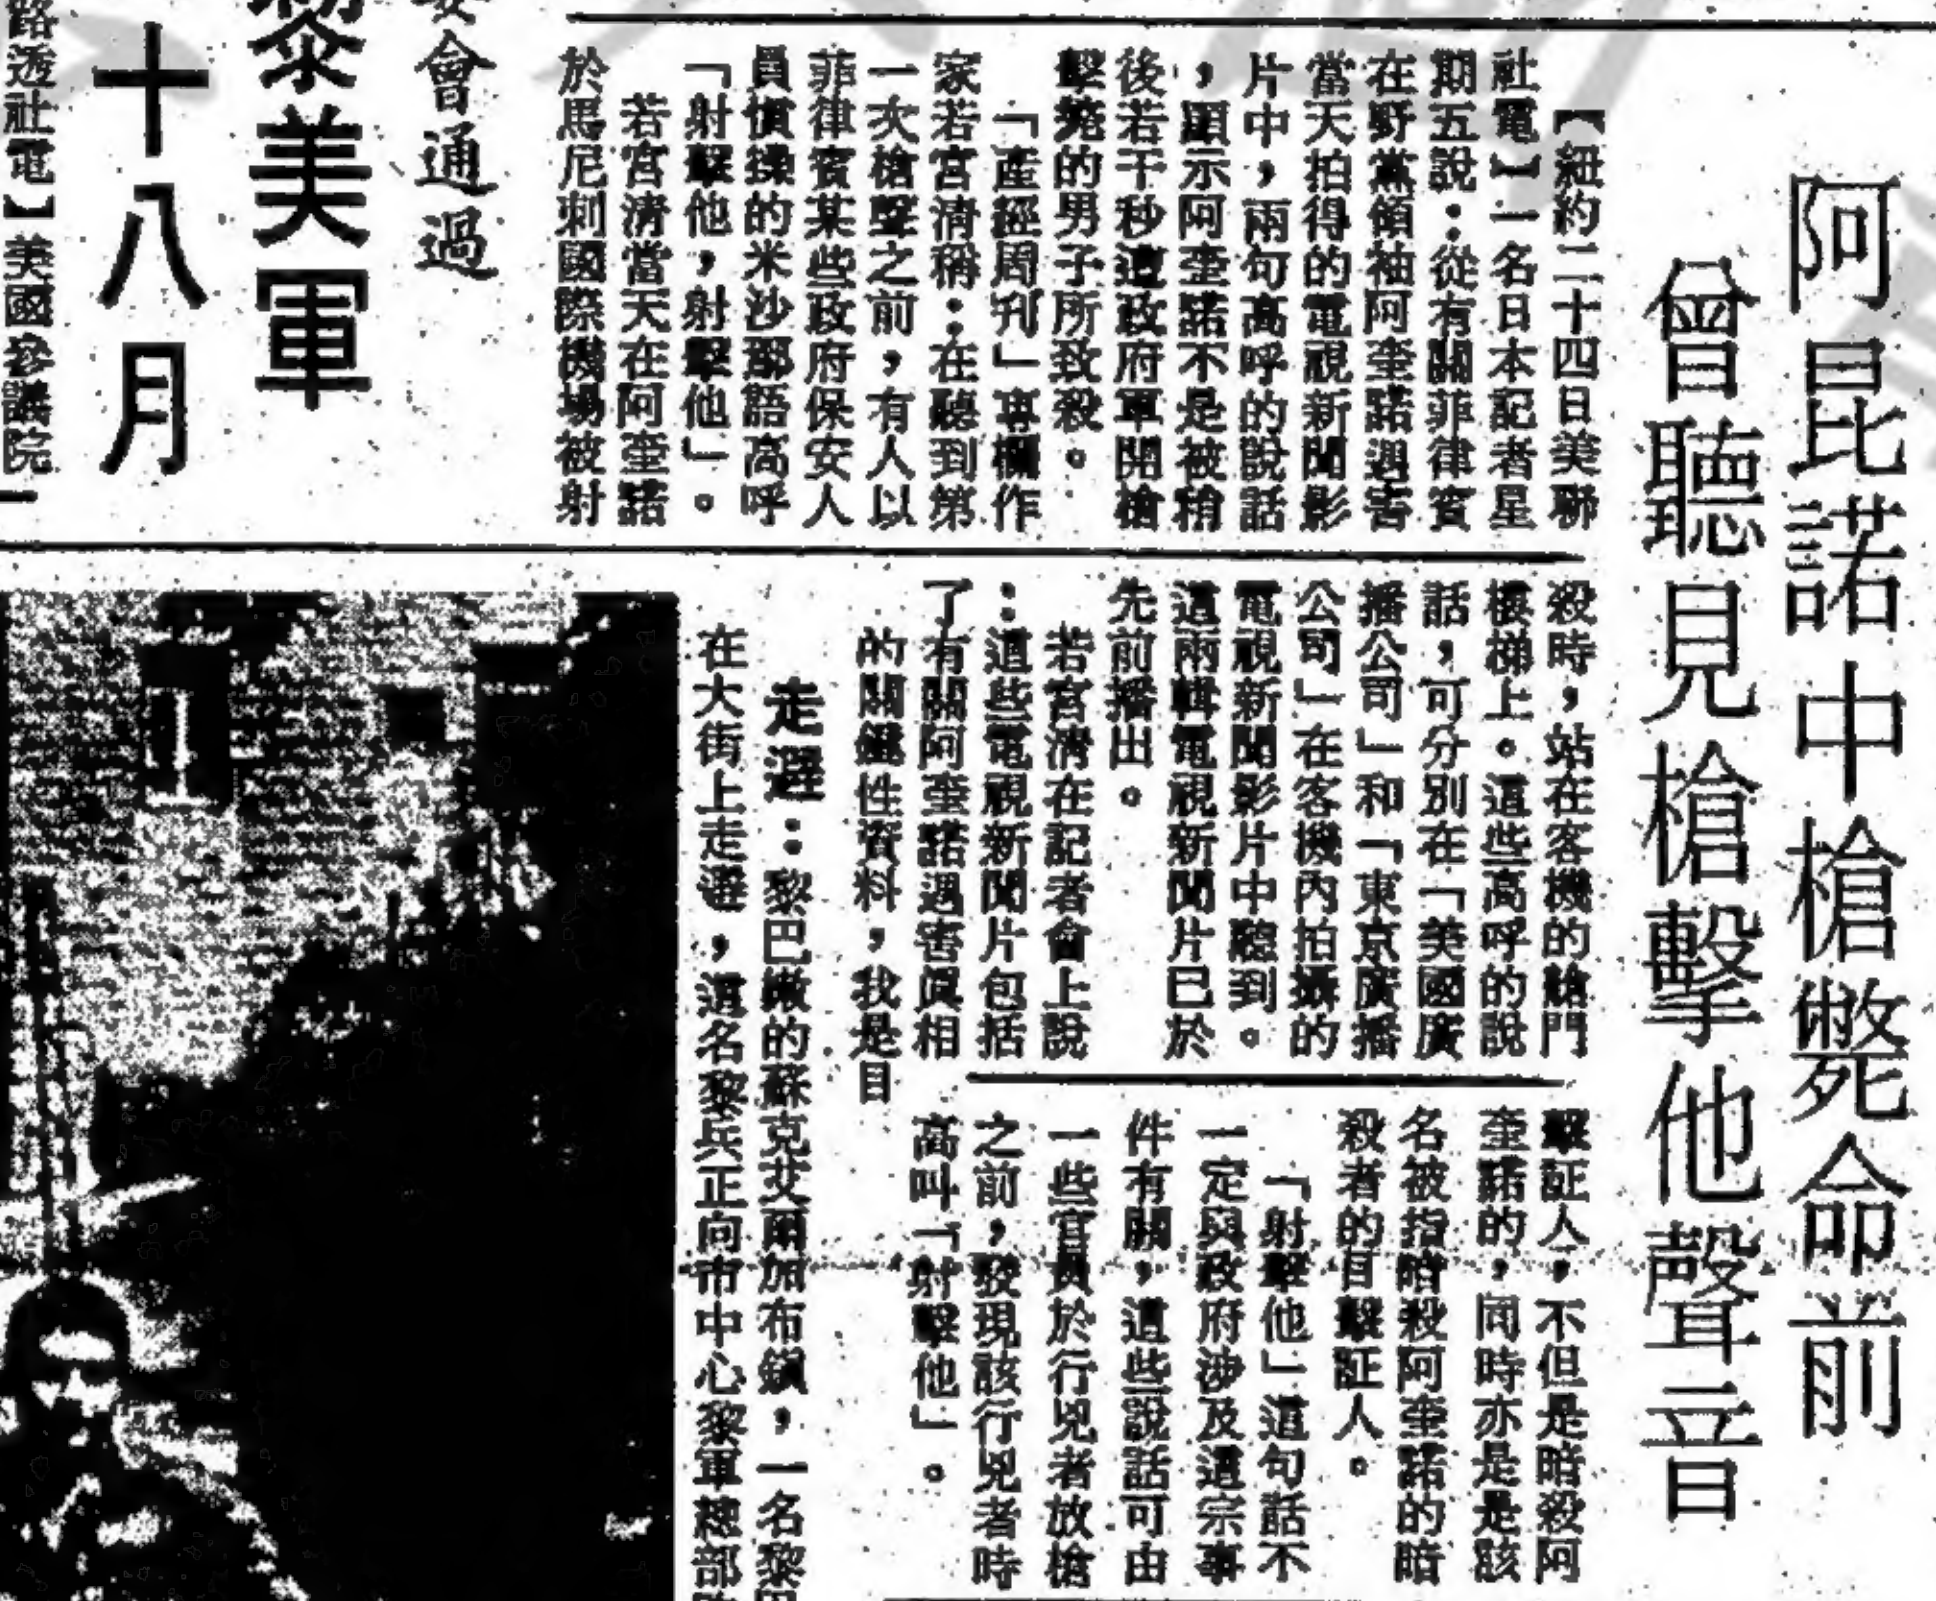 阿昆諾中槍斃命前
曾聽見槍擊他聲音
【紐約二十四日美聯
社電】一名日本記者星
期五說：從有關菲律賓
在野黨領袖阿奎諾遇害
當天拍得的電視新聞影
片中，兩句高呼的說話
，顯示阿奎諾不是被稍
後若干秒遭政府軍開槍
擊斃的男子所致殺。
「產經周刋」專欄作
家若宮清稱：在聽到第
一次槍聲之前，有人以
菲律賓某些政府保安人
員慣操的米沙鄢語高呼
「射擊他，射擊他」。
若宮清當天在阿奎諾
於馬尼刺國際機場被射
殺時，站在客機的艙門
樓梯上。這些高呼的說
話，可分別在「美國廣
播公司」和「東京廣播
公司」在客機內拍攝的
電視新聞影片中聽到。
這兩輯電視新聞片已於
先前播出。
若宮清在記者會上說
：這些電視新聞片包括
了有關阿奎諾遇害眞相
的關鍵性資料，我是目
擊証人，不但是暗殺阿
奎諾的，同時亦是是該
名被指暗殺阿奎諾的暗
殺者的目擊証人。
「射擊他」這句話不
一定與政府涉及這宗事
件有關，這些說話可由
一些官員於行兇者放槍
之前，發現該行兇者時
高叫「射擊他」。
走避：黎巴嫩的蘇克艾爾加布鎮，一名黎巴
在大街上走避，這名黎兵正向市中心黎軍總部
會通過
黎美軍
十八月
路透社電】美國參議院